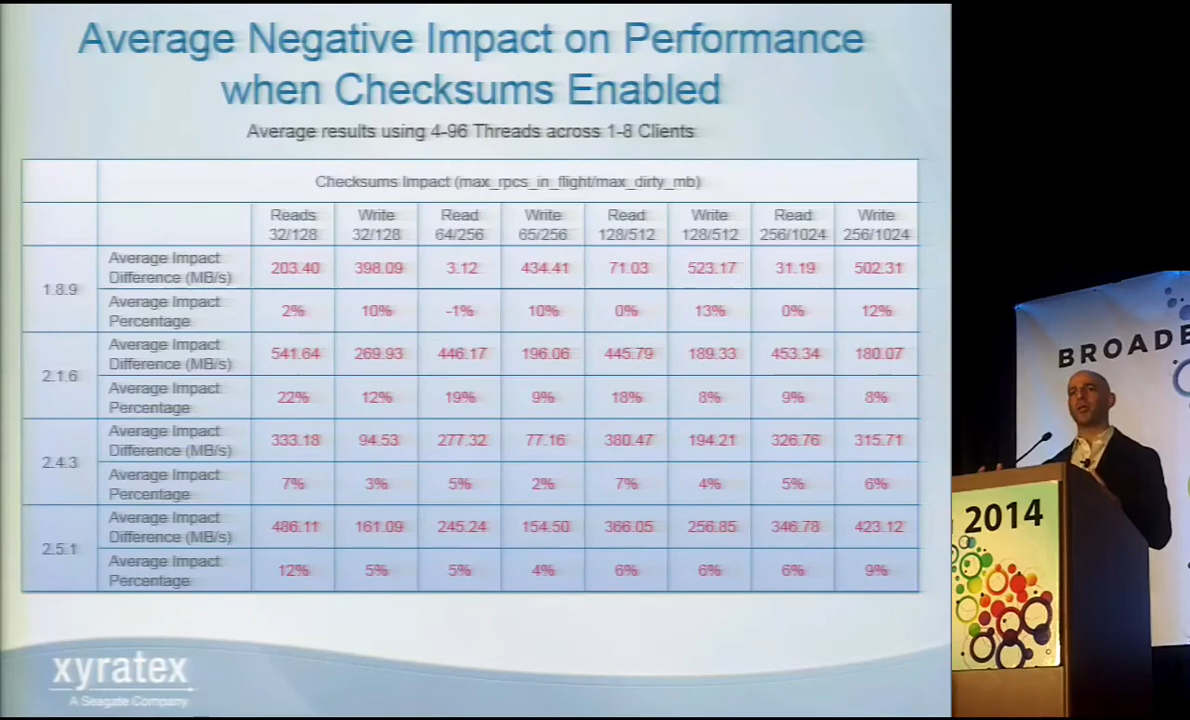 Average Negative Impact on Performance
when Checksums Enabled
Average results using 4-96 Threads across 1-8 Clients
Checksums Impact (max_rpcs_in_flight/max_dirty_mb)
Reads Write Read Write Read Write Read Write
32/128 32/128 64/256 65/256 128/512 128/512 256/1024 256/1024
1.8.9
Average Impact
Difference (MB/s) 203.40 398.09 3.12 434.41 71.03 523.17 31.19 502.31
Average Impact
Percentage 2% 10% -1% 10% 0% 13% 0% 12%
2.1.6
Average Impact
Difference (MB/s) 541.64 269.93 446.17 196.06 445.79 189.33 453.34 180.07
Average Impact
Percentage 22% 12% 19% 9% 18% 8% 9% 8%
2.4.3
Average Impact
Difference (MB/s) 333.18 94.53 277.32 77.16 380.47 194.21 326.76 315.71
Average Impact
Percentage 7% 3% 5% 2% 7% 4% 5% 6%
2.5.1
Average Impact
Difference (MB/s) 486.11 161.09 245.24 154.50 366.05 256.85 346.78 423.12
Average Impact
Percentage 12% 5% 5% 4% 6% 6% 6% 9%
xyratex
A Seagate Company
BROADE
2014